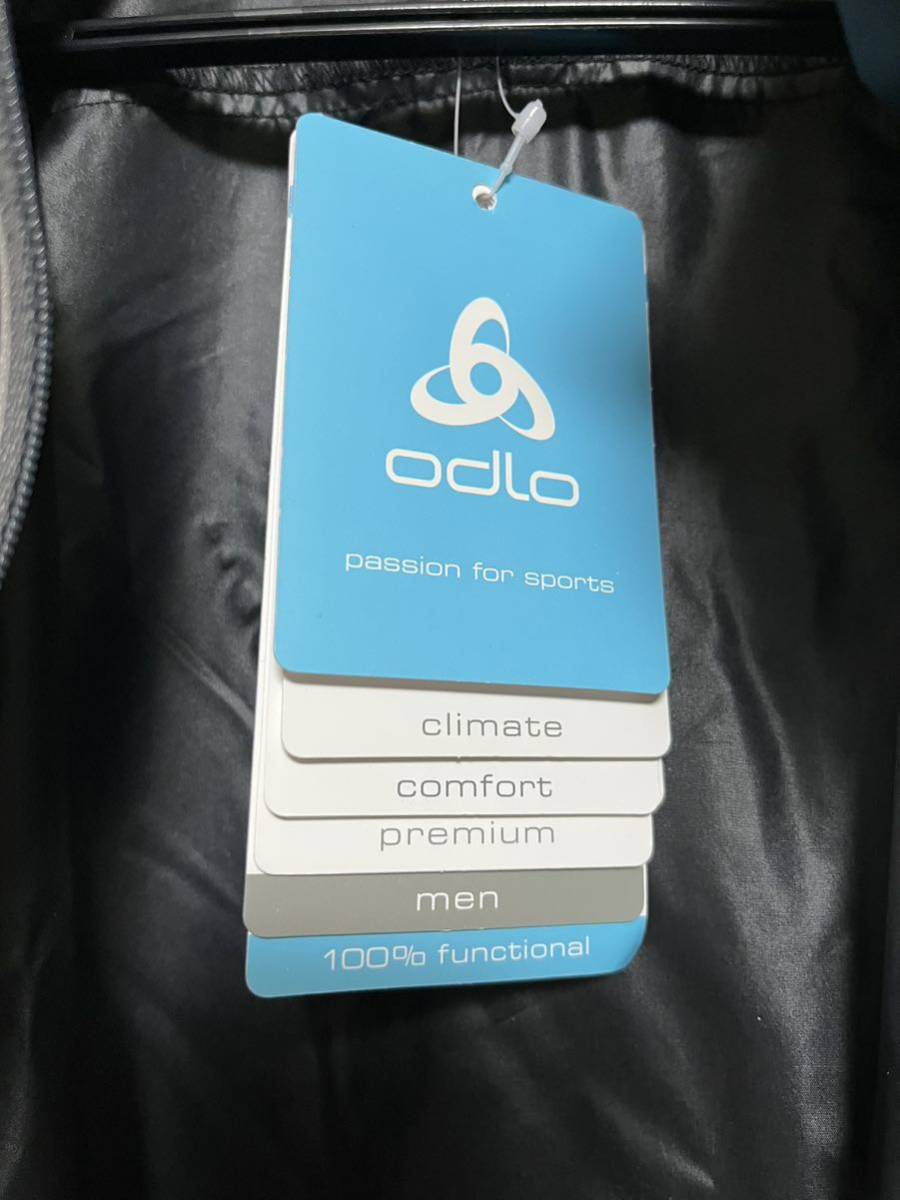 odlo
passion for sports
climate
comfort
premium
men
100% functional